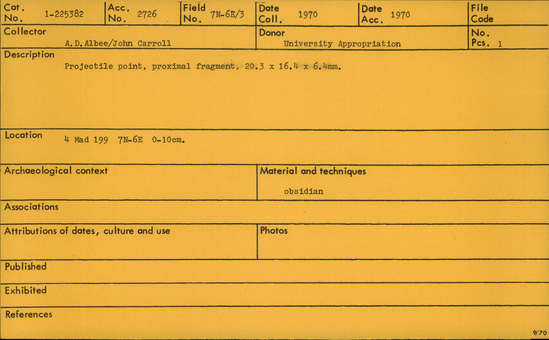 Cat. No. 1-225382 Acc. No. 2726 Field No. 7N-6E/3 Date Coll. 1970 Date Acc. 1970 File Code
Collector A.D.Albee/John Carroll Donor University Appropriation No. Pcs. 1
Description
Projectile point, proximal fragment, 20.3 x 16.4 x 6.4mm.
Location 4 Mad 199 7N-6E 0-10cm.
Archaeological context Material and techniques
obsidian
Associations
Attributions of dates, culture and use Photos
Published
Exhibited
References
9/70